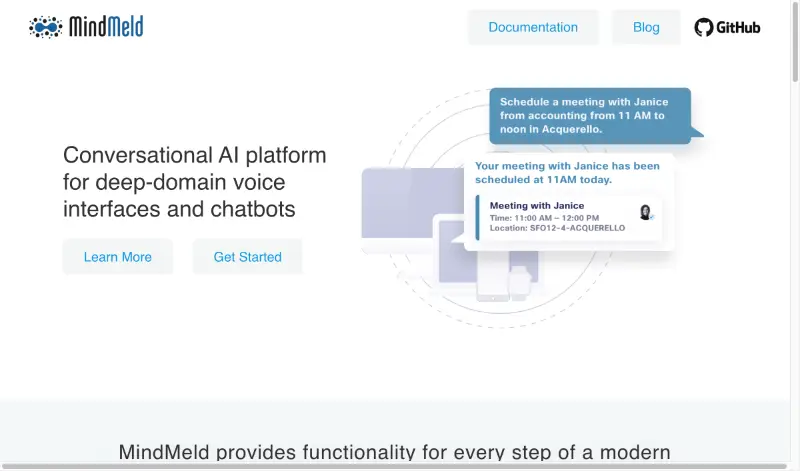 MindMeld
Documentation
Blog
GitHub
Schedule a meeting with Janice
from accounting from 11 AM to
noon in Acquerello.
Your meeting with Janice has been
scheduled at 11AM today.
Meeting with Janice
Time: 11:00 AM – 12:00 PM
Location: SFO12-4-ACQUERELLO
Conversational AI platform
for deep-domain voice
interfaces and chatbots
Learn More
Get Started
MindMeld provides functionality for every step of a modern